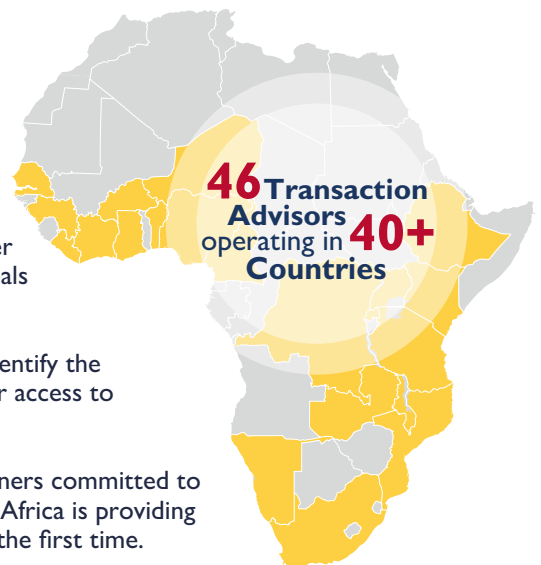 46 Transaction
Advisors
operating in 40+
Countries
er
als
entify the
r access to
ners committed to
Africa is providing
the first time.